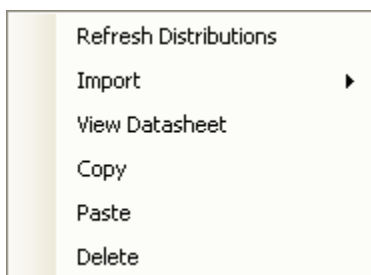 Refresh Distributions
Import
View Datasheet
Copy
Paste
Delete